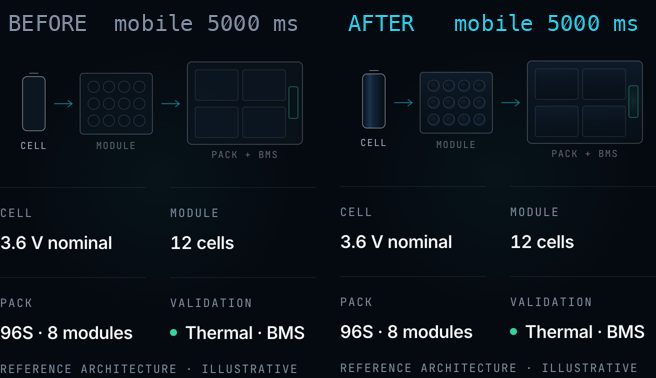 BEFORE mobile 5000 ms
CELL
MODULE
PACK + BMS
CELL
MODULE
3.6 V nominal
12 cells
PACK
VALIDATION
96S · 8 modules
Thermal · BMS
REFERENCE ARCHITECTURE · ILLUSTRATIVE
AFTER mobile 5000 ms
CELL
MODULE
PACK + BMS
CELL
MODULE
3.6 V nominal
12 cells
PACK
VALIDATION
96S · 8 modules
Thermal · BMS
REFERENCE ARCHITECTURE · ILLUSTRATIVE